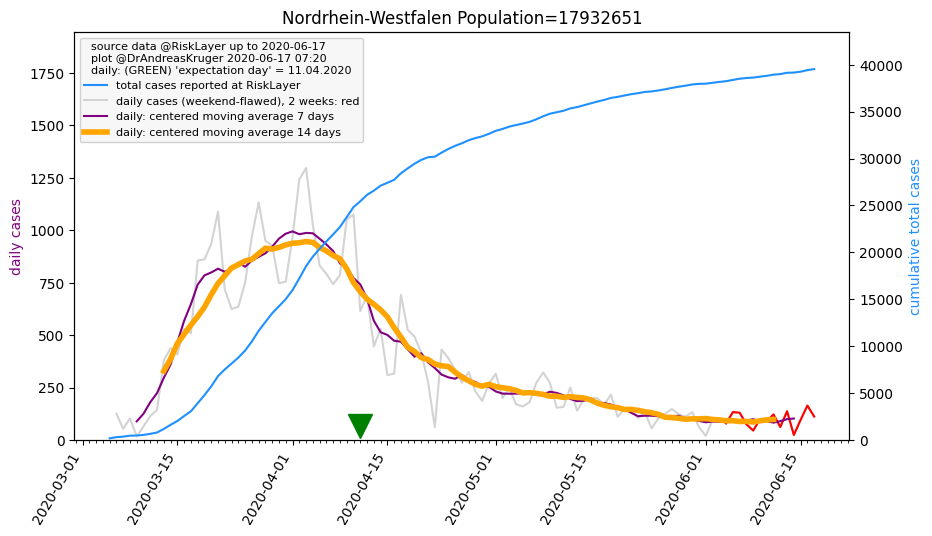 Nordrhein-Westfalen Population=17932651
source data @RiskLayer up to 2020-06-17
plot @DrAndreasKruger 2020-06-17 07:20
daily: (GREEN) 'expectation day' = 11.04.2020
total cases reported at RiskLayer
daily cases (weekend-flawed), 2 weeks: red
daily: centered moving average 7 days
daily: centered moving average 14 days
daily cases
1750
1500
1250
1000
750
500
250
0
40000
35000
30000
25000
20000
15000
10000
5000
0
cumulative total cases
2020-03-01
2020-03-15
2020-04-01
2020-04-15
2020-05-01
2020-05-15
2020-06-01
2020-06-15